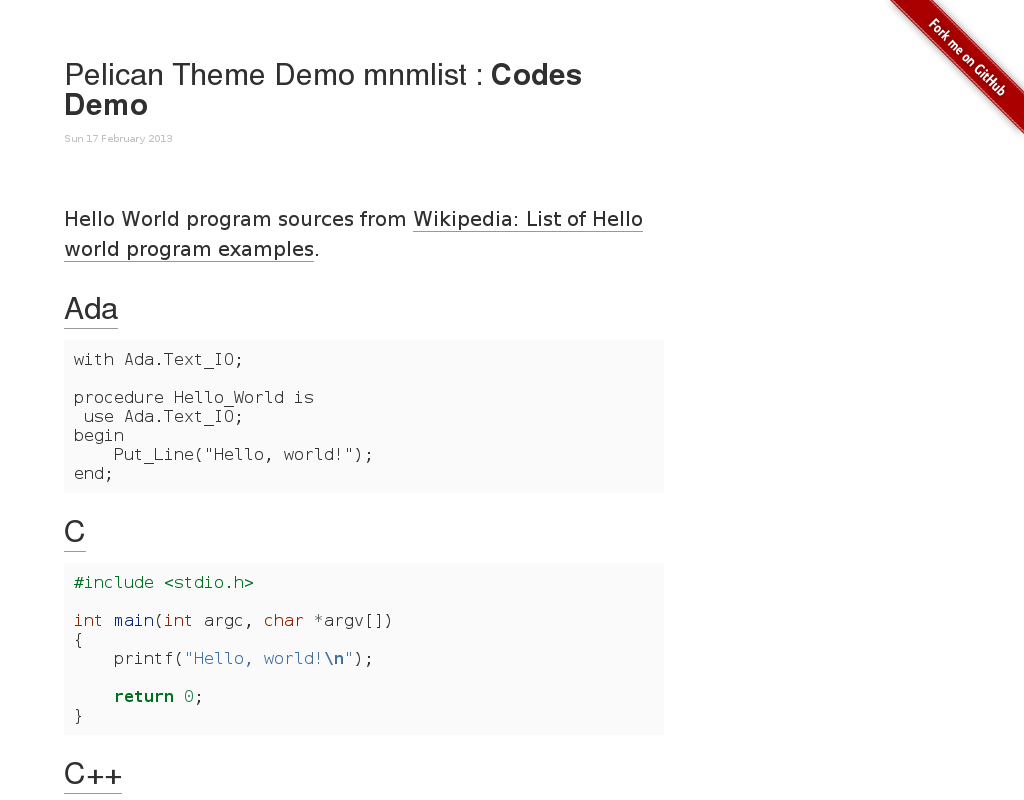 Fork me on GitHub
Pelican Theme Demo mnmlist : Codes
Demo
Sun 17 February 2013
Hello World program sources from Wikipedia: List of Hello
world program examples.
Ada
with Ada.Text_IO;
procedure Hello_World is
 use Ada.Text_IO;
begin
    Put_Line("Hello, world!");
end;
C
#include <stdio.h>
int main(int argc, char *argv[])
{
    printf("Hello, world!\n");
    return 0;
}
C++